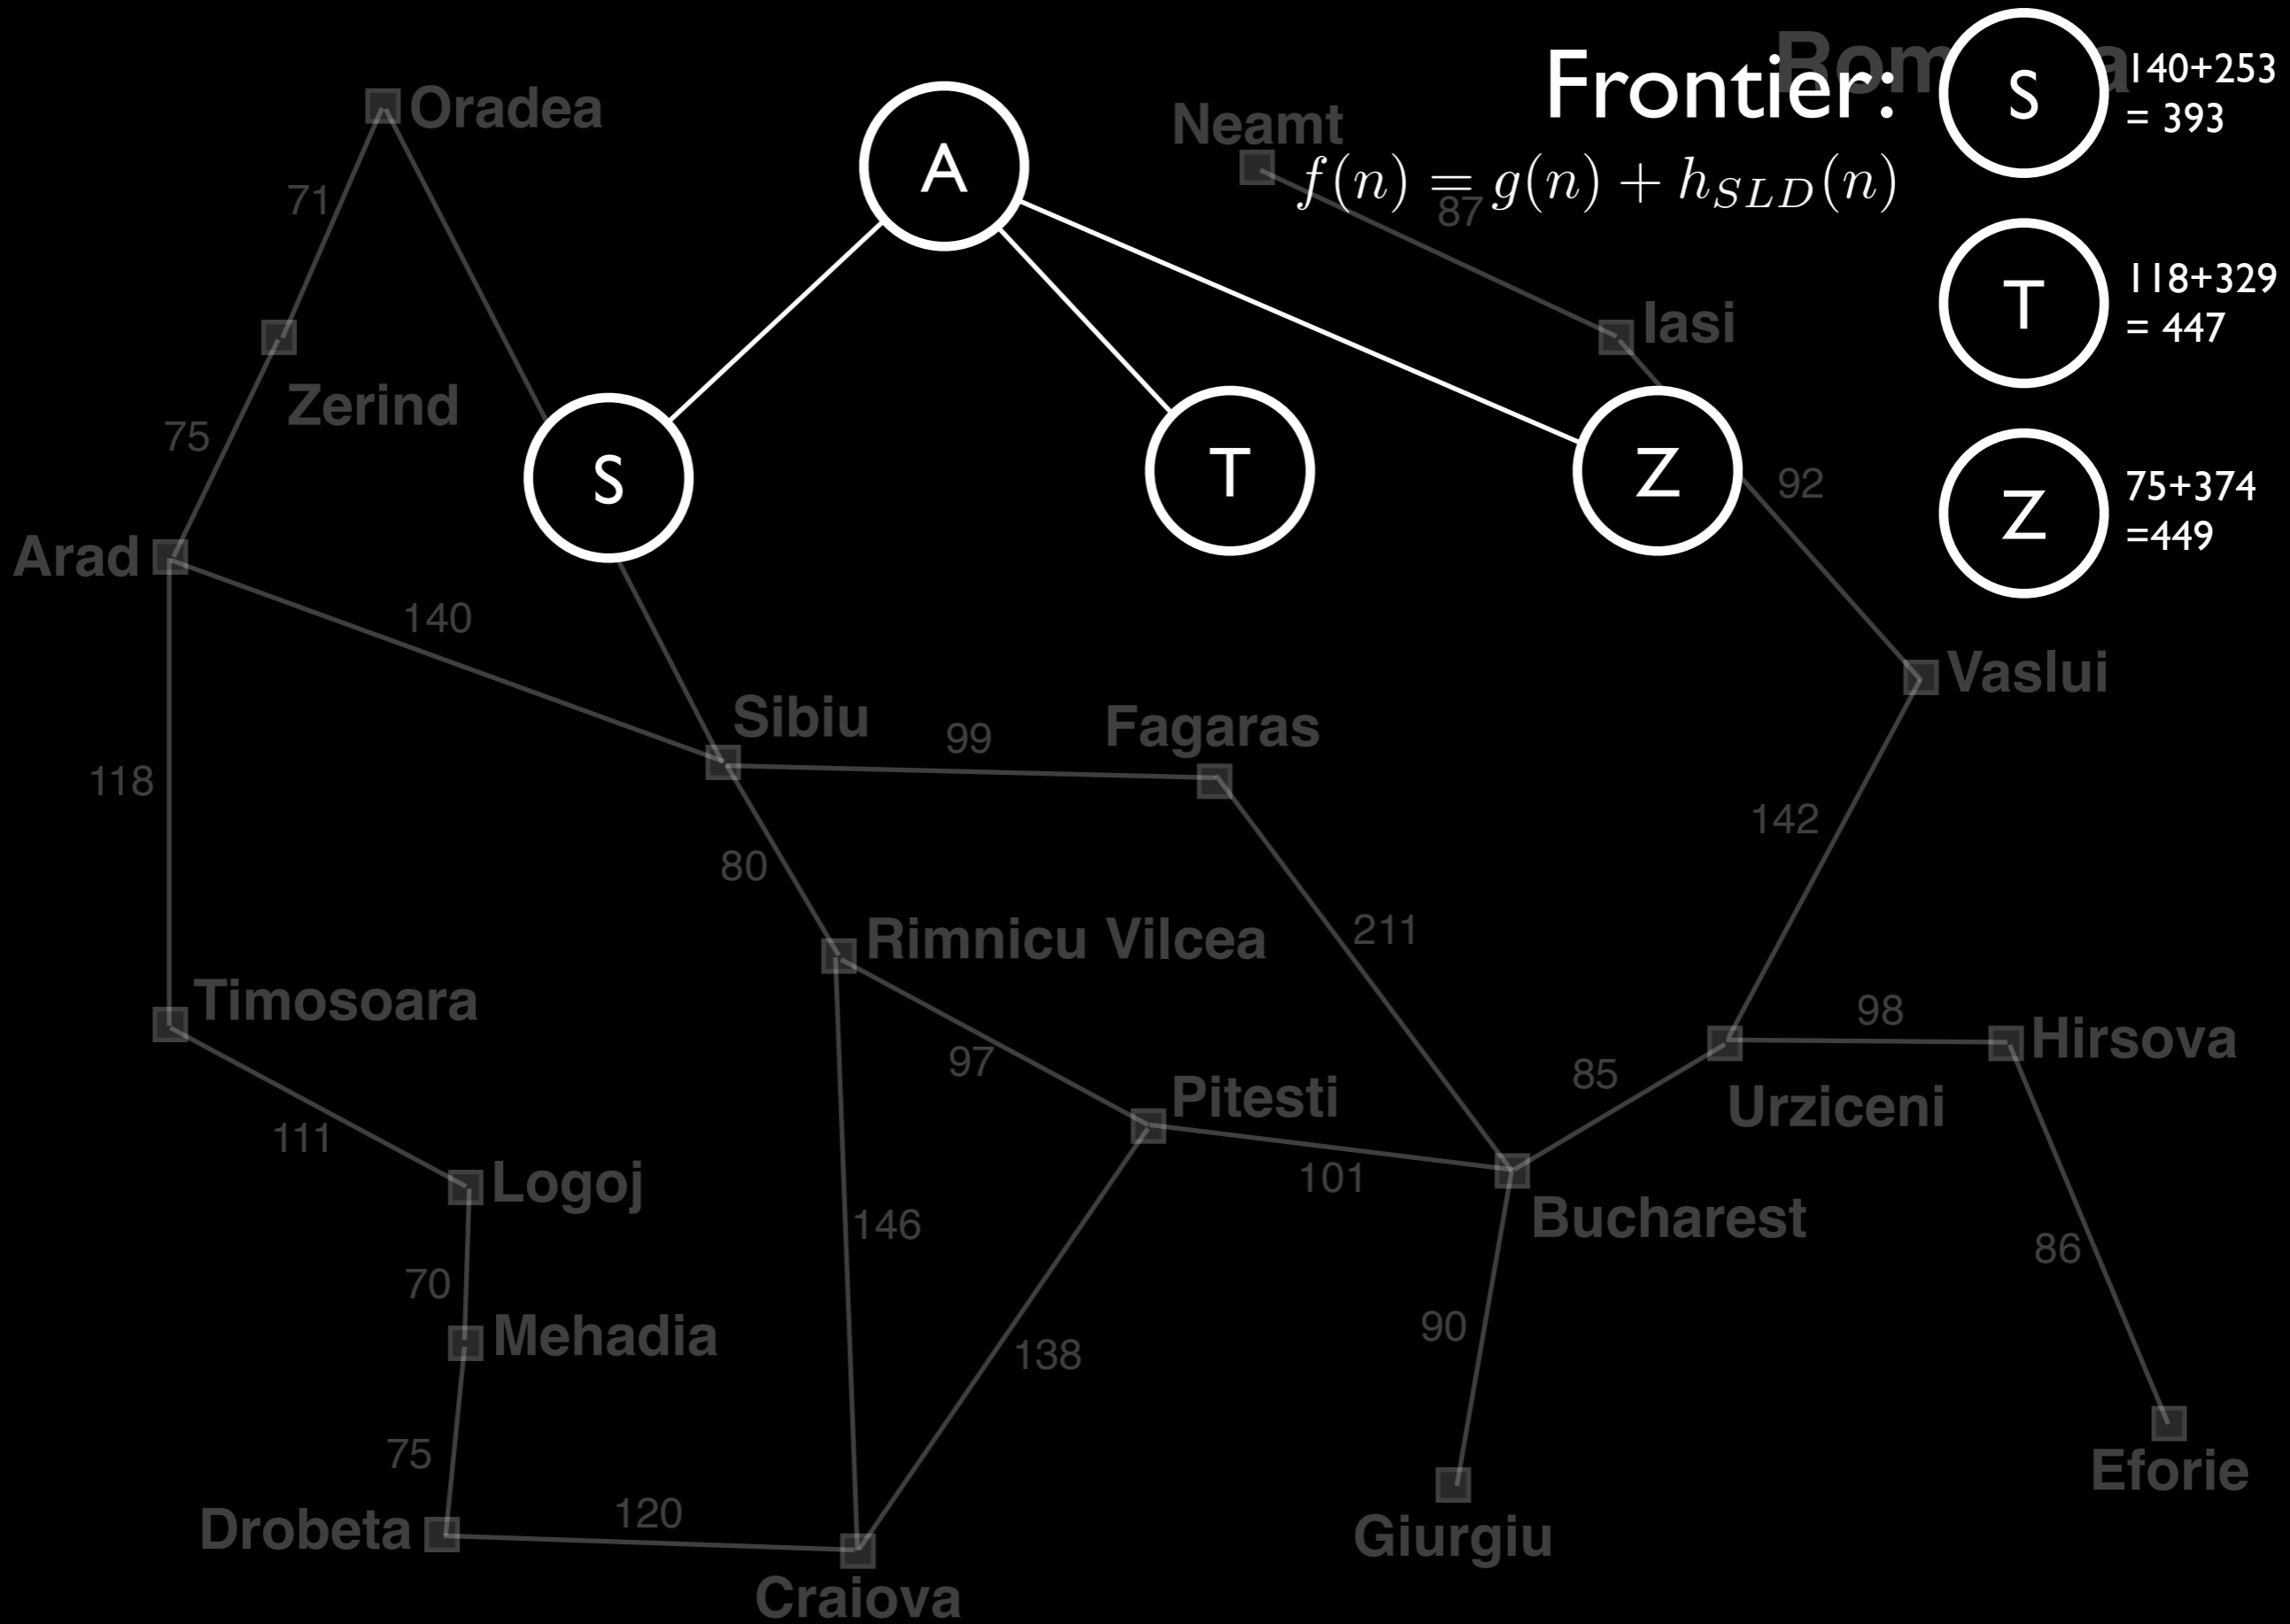 Oradea
A
Neamt
Frontier:
S
140+253
= 393
f(n) = g(n) + hSLD(n)
71
87
T
118+329
= 447
Iasi
Zerind
75
S
T
Z
92
Z
75+374
=449
Arad
140
Vaslui
Sibiu
99
Fagaras
118
142
80
Rimnicu Vilcea
211
Timosoara
97
98
Hirsova
85
Pitesti
Urziceni
111
Logoj
101
Bucharest
146
86
70
Mehadia
138
90
75
Eforie
Drobeta
120
Giurgiu
Craiova